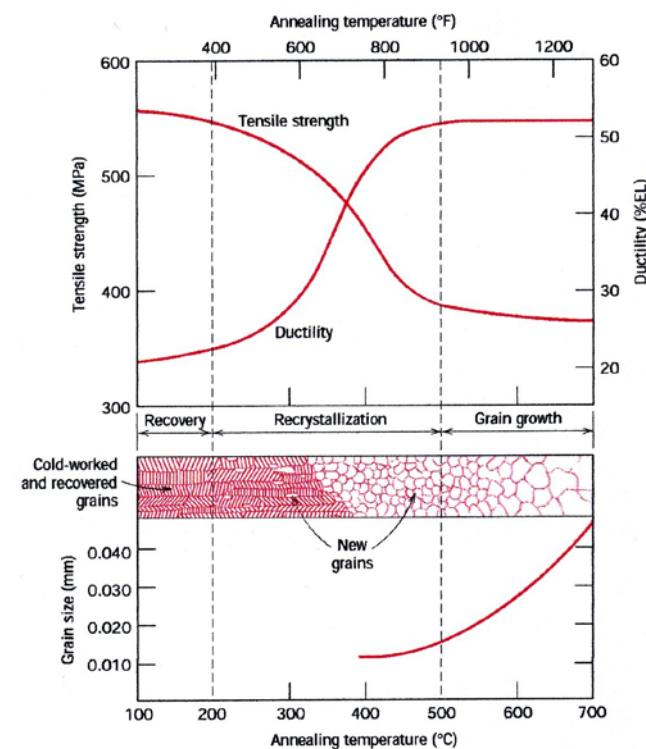 Annealing temperature (°F)
400 600 800 1000 1200
600
500
400
300
Tensile strength (MPa)
60
50
40
30
20
Ductility (%EL)
Tensile strength
Ductility
Recovery
Recrystallization
Grain growth
Cold-worked
and recovered
grains
New
grains
0.040
0.030
0.020
0.010
Grain size (mm)
100 200 300 400 500 600 700
Annealing temperature (°C)